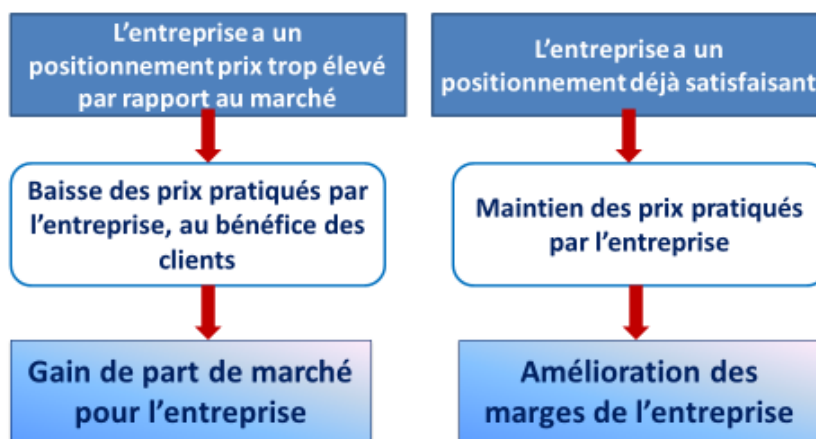 L’entreprise a un
positionnement prix trop élevé
par rapport au marché
Baisse des prix pratiqués par
l’entreprise, au bénéfice des
clients
Gain de part de marché
pour l’entreprise
L’entreprise a un
positionnement déjà satisfaisant
Maintien des prix pratiqués
par l’entreprise
Amélioration des
marges de l’entreprise